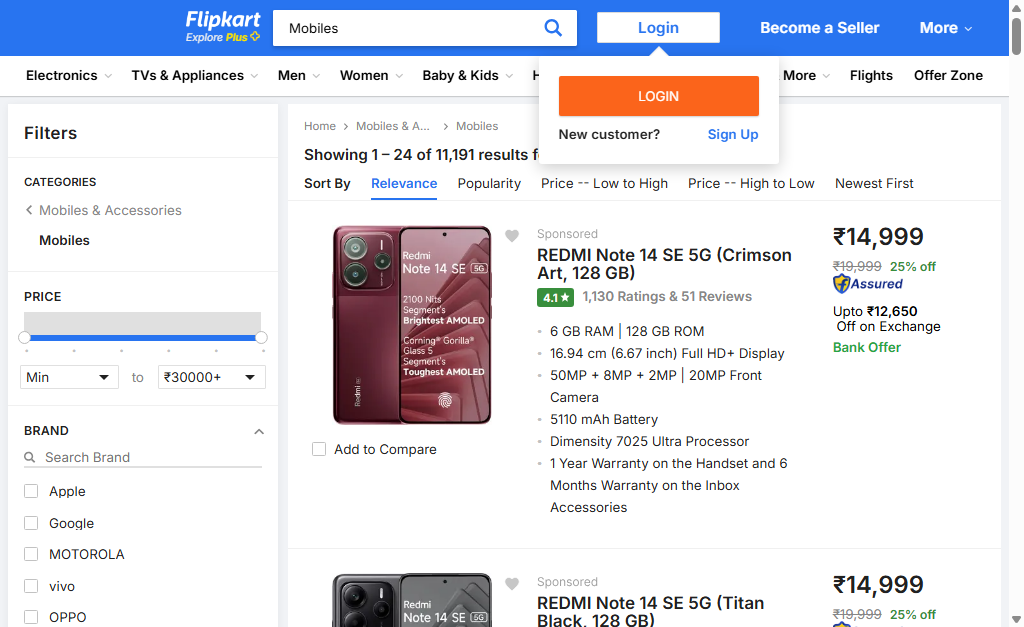 Flipkart
Explore Plus
Mobiles
Login
Become a Seller
More
Electronics
TVs & Appliances
Men
Women
Baby & Kids
More
Flights
Offer Zone
LOGIN
New customer?
Sign Up
Filters
CATEGORIES
Mobiles & Accessories
Mobiles
PRICE
Min
to
₹30000+
BRAND
Search Brand
Apple
Google
MOTOROLA
vivo
OPPO
Home
Mobiles & A...
Mobiles
Showing 1 – 24 of 11,191 results
Sort By
Relevance
Popularity
Price -- Low to High
Price -- High to Low
Newest First
Redmi
Note 14 SE 5G
2100 Nits
Segment's
Brightest AMOLED
Corning® Gorilla®
Glass 5
Segment's
Toughest AMOLED
Redmi 5G
Add to Compare
Sponsored
REDMI Note 14 SE 5G (Crimson
Art, 128 GB)
4.1
1,130 Ratings & 51 Reviews
6 GB RAM | 128 GB ROM
16.94 cm (6.67 inch) Full HD+ Display
50MP + 8MP + 2MP | 20MP Front
Camera
5110 mAh Battery
Dimensity 7025 Ultra Processor
1 Year Warranty on the Handset and 6
Months Warranty on the Inbox
Accessories
₹14,999
₹19,999 25% off
Assured
Upto ₹12,650
Off on Exchange
Bank Offer
Redmi
Note 14 SE 5G
Sponsored
REDMI Note 14 SE 5G (Titan
Black, 128 GB)
₹14,999
₹19,999 25% off